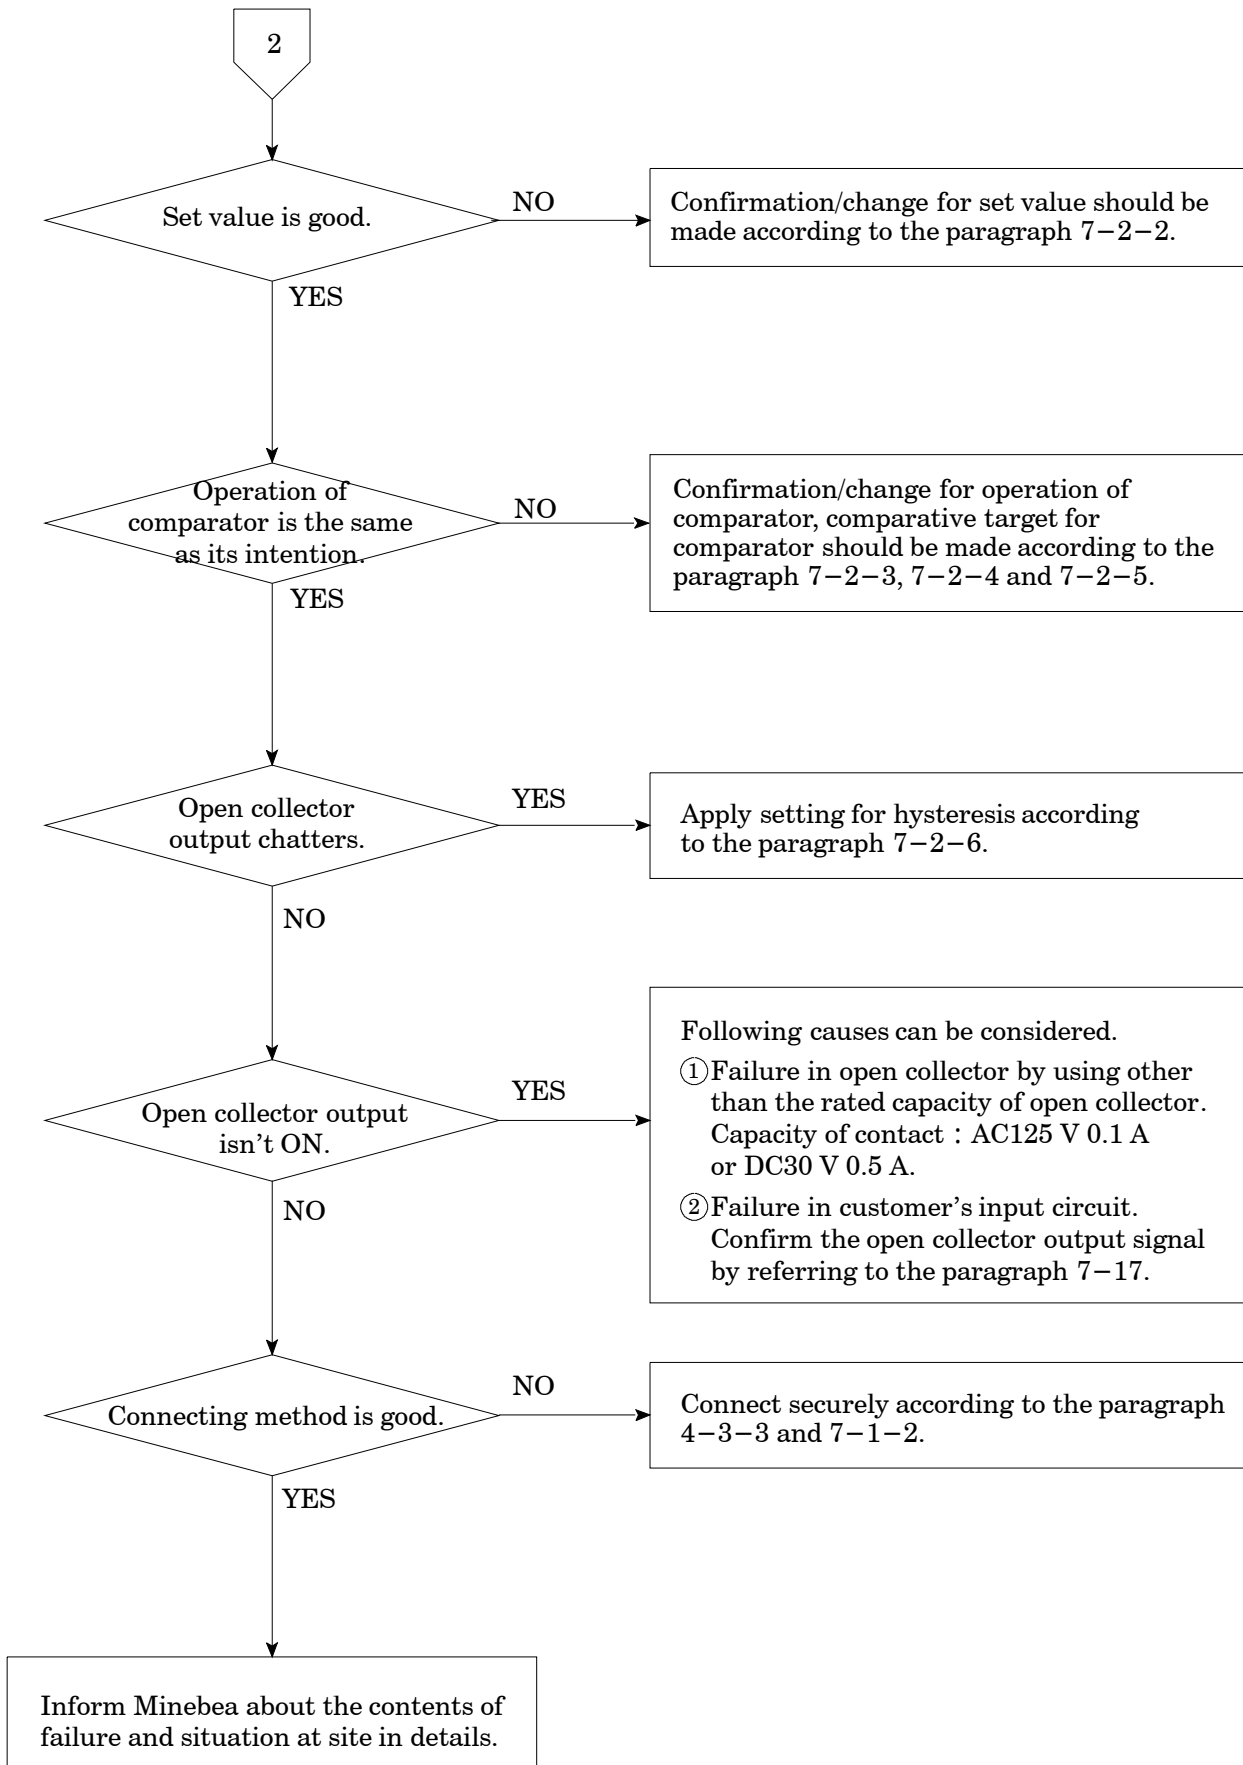 2
Set value is good.
NO
Confirmation/change for set value should be
made according to the paragraph 7−2−2.
YES
Operation of
comparator is the same
as its intention.
NO
Confirmation/change for operation of
comparator, comparative target for
comparator should be made according to the
paragraph 7−2−3, 7−2−4 and 7−2−5.
YES
Open collector
output chatters.
YES
Apply setting for hysteresis according
to the paragraph 7−2−6.
NO
Open collector output
isn’t ON.
YES
Following causes can be considered.
①Failure in open collector by using other
than the rated capacity of open collector.
Capacity of contact : AC125 V 0.1 A
or DC30 V 0.5 A.
②Failure in customer’s input circuit.
Confirm the open collector output signal
by referring to the paragraph 7−17.
NO
Connecting method is good.
NO
Connect securely according to the paragraph
4−3−3 and 7−1−2.
YES
Inform Minebea about the contents of
failure and situation at site in details.